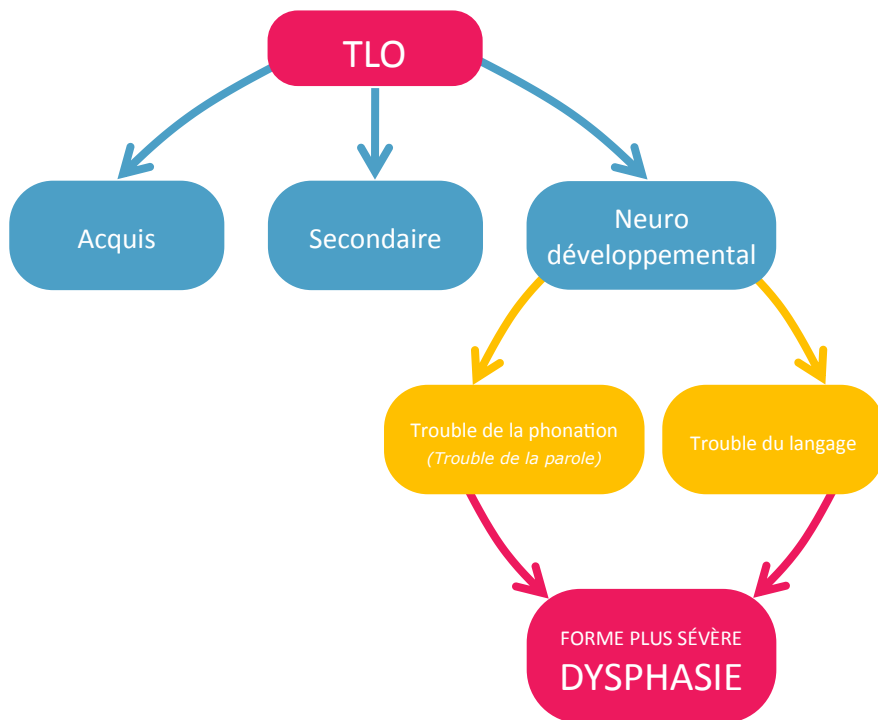 TLO
Acquis
Secondaire
Neuro
développemental
Trouble de la phonation
(Trouble de la parole)
Trouble du langage
FORME PLUS SÉVÈRE
DYSPHASIE